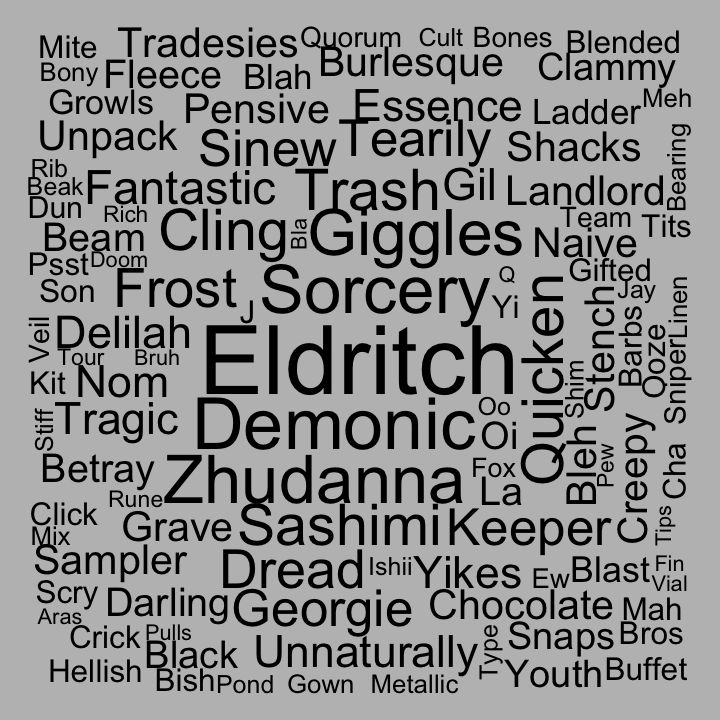 Mite Tradesies Quorum Cult Bones Blended
Bony Fleece Blah Burlesque Clammy
Growls Pensive Essence Ladder Meh
Unpack Sinew Tearily Shacks Bearing
Rib
Beak Fantastic Trash Gil Landlord
Dun Rich Cling Bla Giggles Team Tits
Beam Naive
Psst Doom Gifted
Son Frost J Sorcery Q Yi Jay Linen
Veil Delilah Eldritch Quicken Stench Barbs Ooze Sniper
Tour Bruh
Kit Nom Shim
Stiff Tragic Demonic Oo Oi
Betray Zhudanna Fox La Bleh Pew Creepy Cha
Rune
Click Grave Sashimi Keeper Tips
Mix
Sampler Dread Ishii Yikes Ew Blast Fin
Vial
Scry Darling Georgie Chocolate Mah
Aras
Crick Pulls Black Unnaturally Type Snaps Bros
Hellish Bish Pond Gown Metallic Youth Buffet